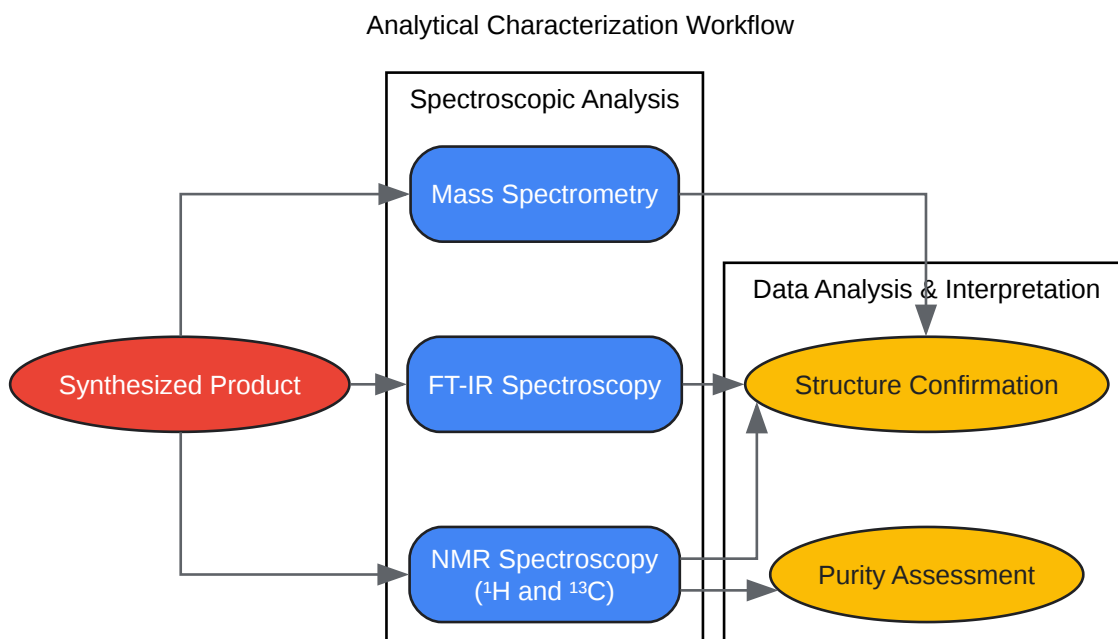 Analytical Characterization Workflow
Spectroscopic Analysis
Mass Spectrometry
Data Analysis & Interpretation
Synthesized Product
FT-IR Spectroscopy
Structure Confirmation
NMR Spectroscopy
(¹H and ¹³C)
Purity Assessment